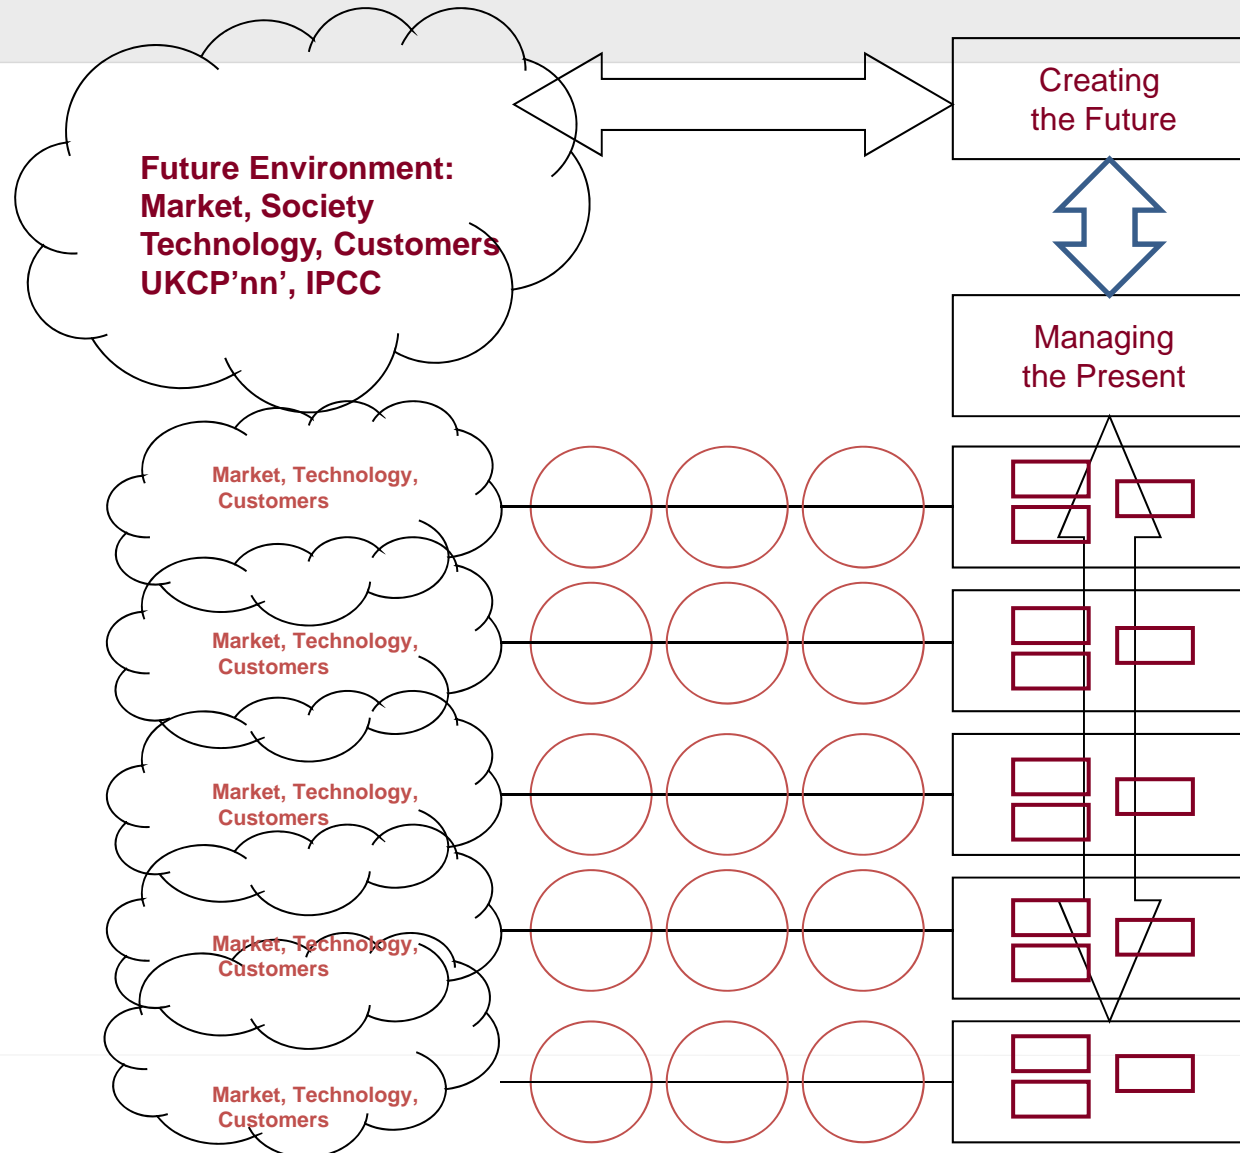 Creating
the Future
Future Environment:
Market, Society
Technology, Customers
UKCP’nn’, IPCC
Managing
the Present
Market, Technology,
Customers
Market, Technology,
Customers
Market, Technology,
Customers
Market, Technology,
Customers
Market, Technology,
Customers